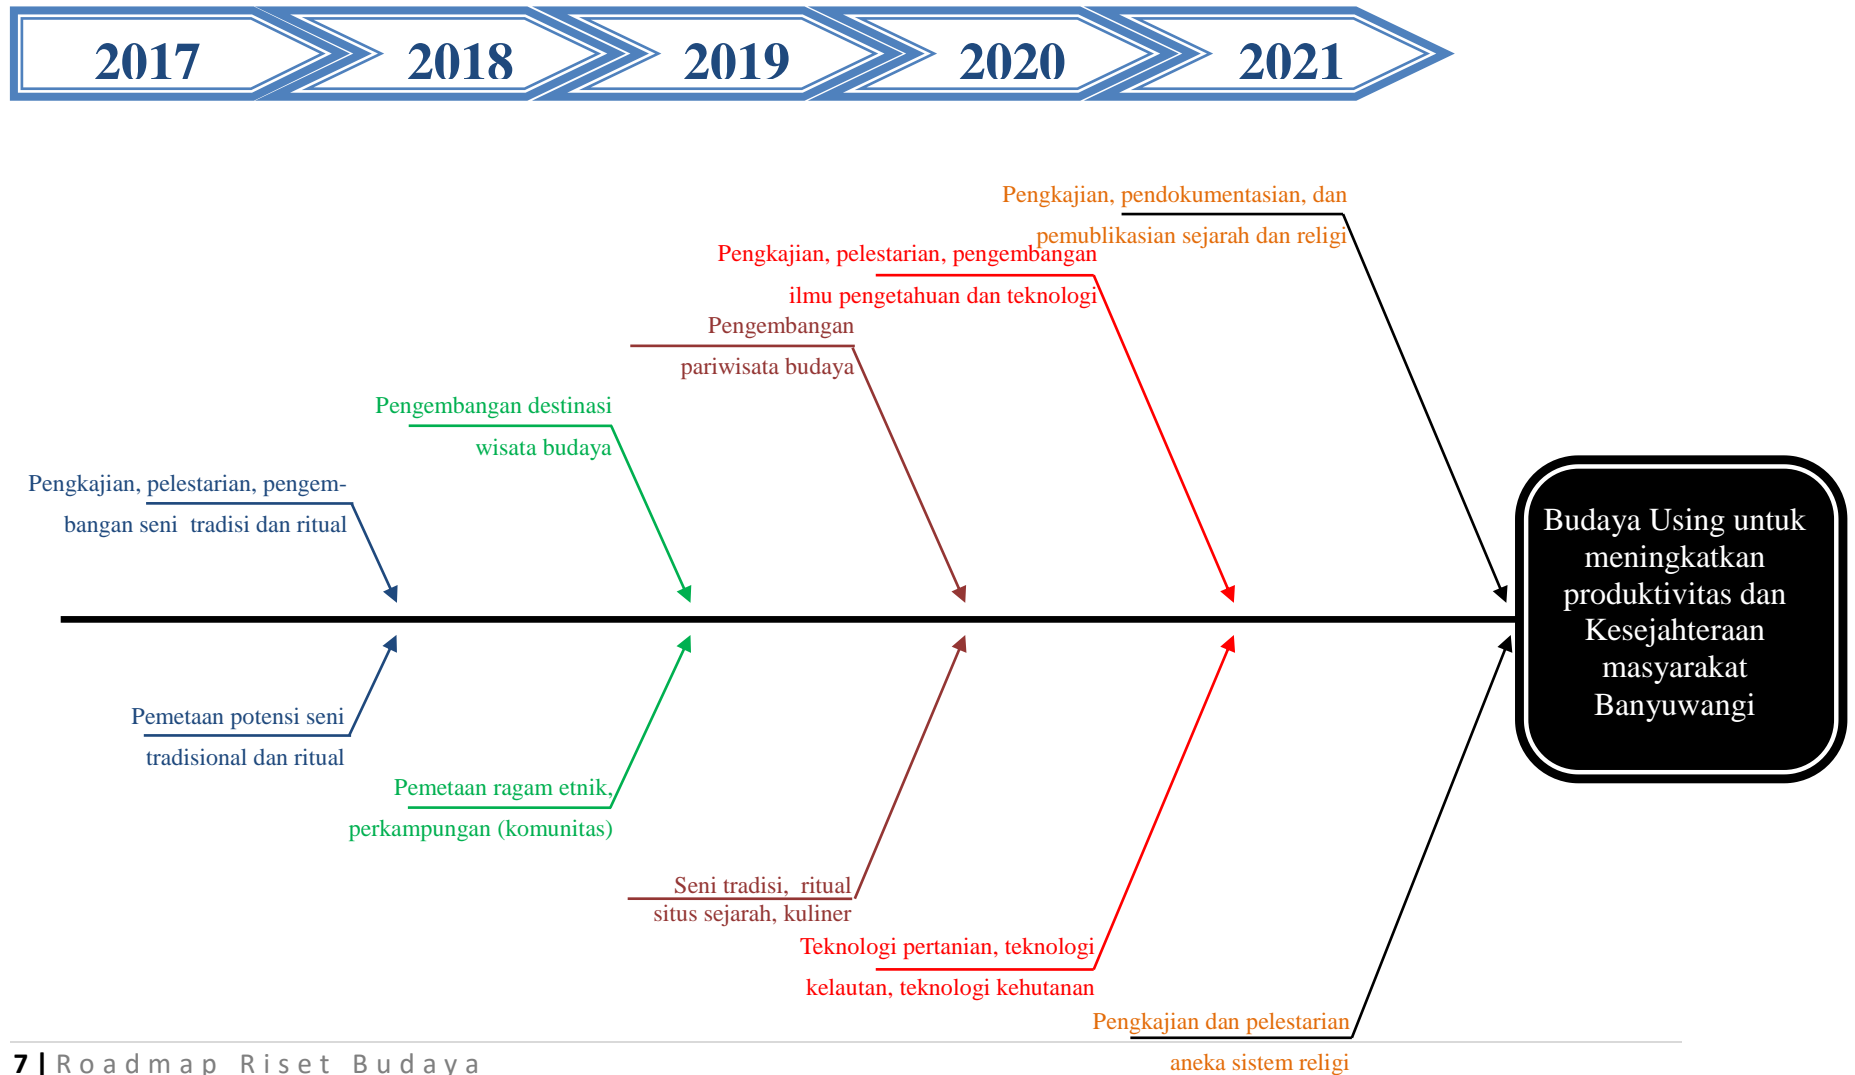 2017
2018
2019
2020
2021
Pengkajian, pendokumentasian, dan
pemublikasian sejarah dan religi
Pengkajian, pelestarian, pengembangan
ilmu pengetahuan dan teknologi
Pengembangan
pariwisata budaya
Pengembangan destinasi
wisata budaya
Pengkajian, pelestarian, pengem-
bangan seni  tradisi dan ritual
Budaya Using untuk
meningkatkan
produktivitas dan
Kesejahteraan
masyarakat
Banyuwangi
Pemetaan potensi seni
tradisional dan ritual
Pemetaan ragam etnik,
perkampungan (komunitas)
Seni tradisi,  ritual
situs sejarah, kuliner
Teknologi pertanian, teknologi
kelautan, teknologi kehutanan
Pengkajian dan pelestarian
aneka sistem religi
7 | Roadmap Riset Budaya